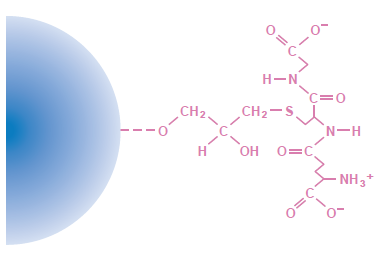 O O–
C
H–N
C=O
CH₂ CH₂–S
O C N–H
H OH O=C
NH₃⁺
C
O O–